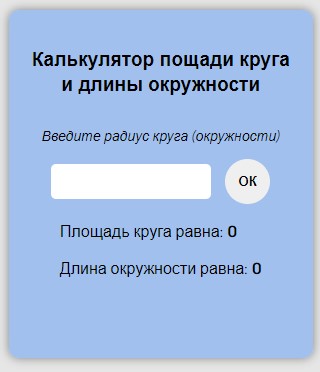 Калькулятор пощади круга
и длины окружности
Введите радиус круга (окружности)
ОК
Площадь круга равна: 0
Длина окружности равна: 0